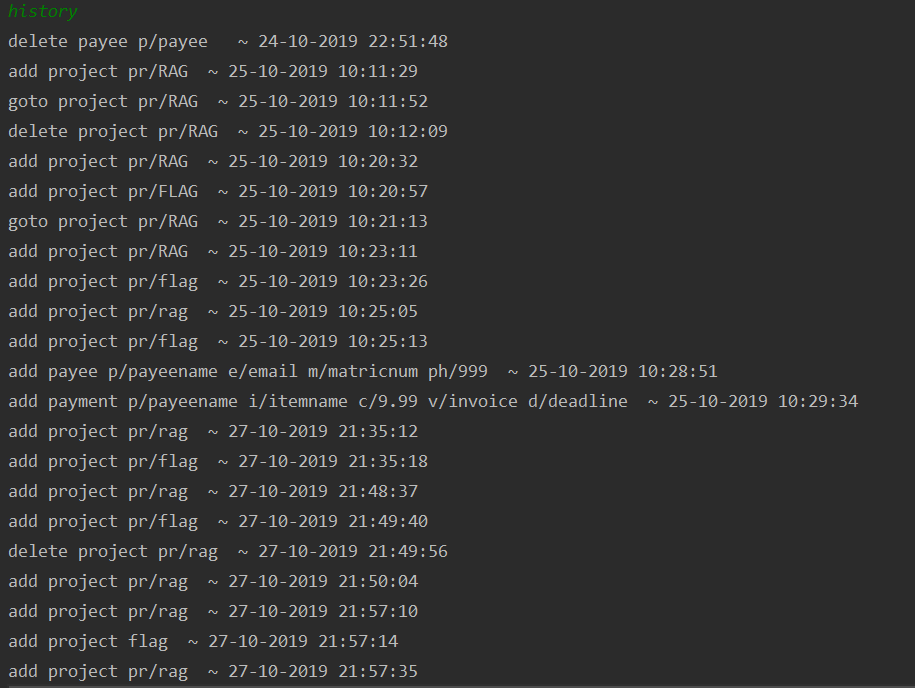 history
delete payee p/payee   ~ 24-10-2019 22:51:48
add project pr/RAG  ~ 25-10-2019 10:11:29
goto project pr/RAG  ~ 25-10-2019 10:11:52
delete project pr/RAG  ~ 25-10-2019 10:12:09
add project pr/RAG  ~ 25-10-2019 10:20:32
add project pr/FLAG  ~ 25-10-2019 10:20:57
goto project pr/RAG  ~ 25-10-2019 10:21:13
add project pr/RAG  ~ 25-10-2019 10:23:11
add project pr/flag  ~ 25-10-2019 10:23:26
add project pr/rag  ~ 25-10-2019 10:25:05
add project pr/flag  ~ 25-10-2019 10:25:13
add payee p/payeename e/email m/matricnum ph/999  ~ 25-10-2019 10:28:51
add payment p/payeename i/itemname c/9.99 v/invoice d/deadline  ~ 25-10-2019 10:29:34
add project pr/rag  ~ 27-10-2019 21:35:12
add project pr/flag  ~ 27-10-2019 21:35:18
add project pr/rag  ~ 27-10-2019 21:48:37
add project pr/flag  ~ 27-10-2019 21:49:40
delete project pr/rag  ~ 27-10-2019 21:49:56
add project pr/rag  ~ 27-10-2019 21:50:04
add project pr/rag  ~ 27-10-2019 21:57:10
add project flag  ~ 27-10-2019 21:57:14
add project pr/rag  ~ 27-10-2019 21:57:35